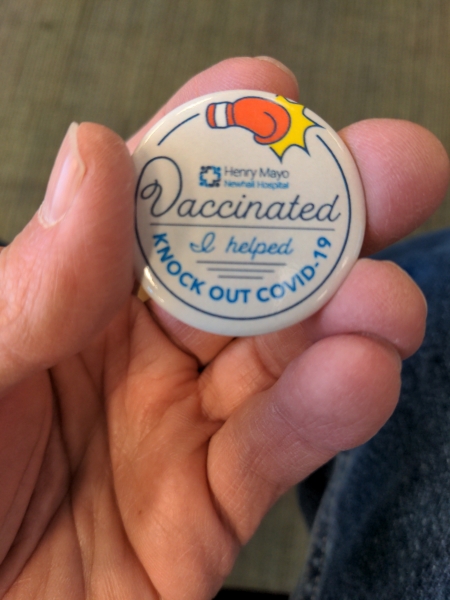 Henry Mayo
Newhall Hospital
Vaccinated
I helped
KNOCK OUT COVID-19